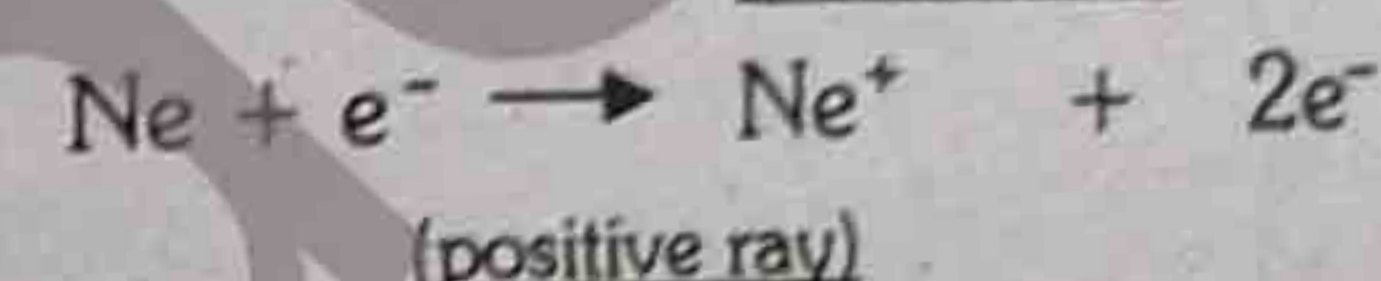 Ne + e⁻ → Ne⁺ + 2e⁻
(positive ray)